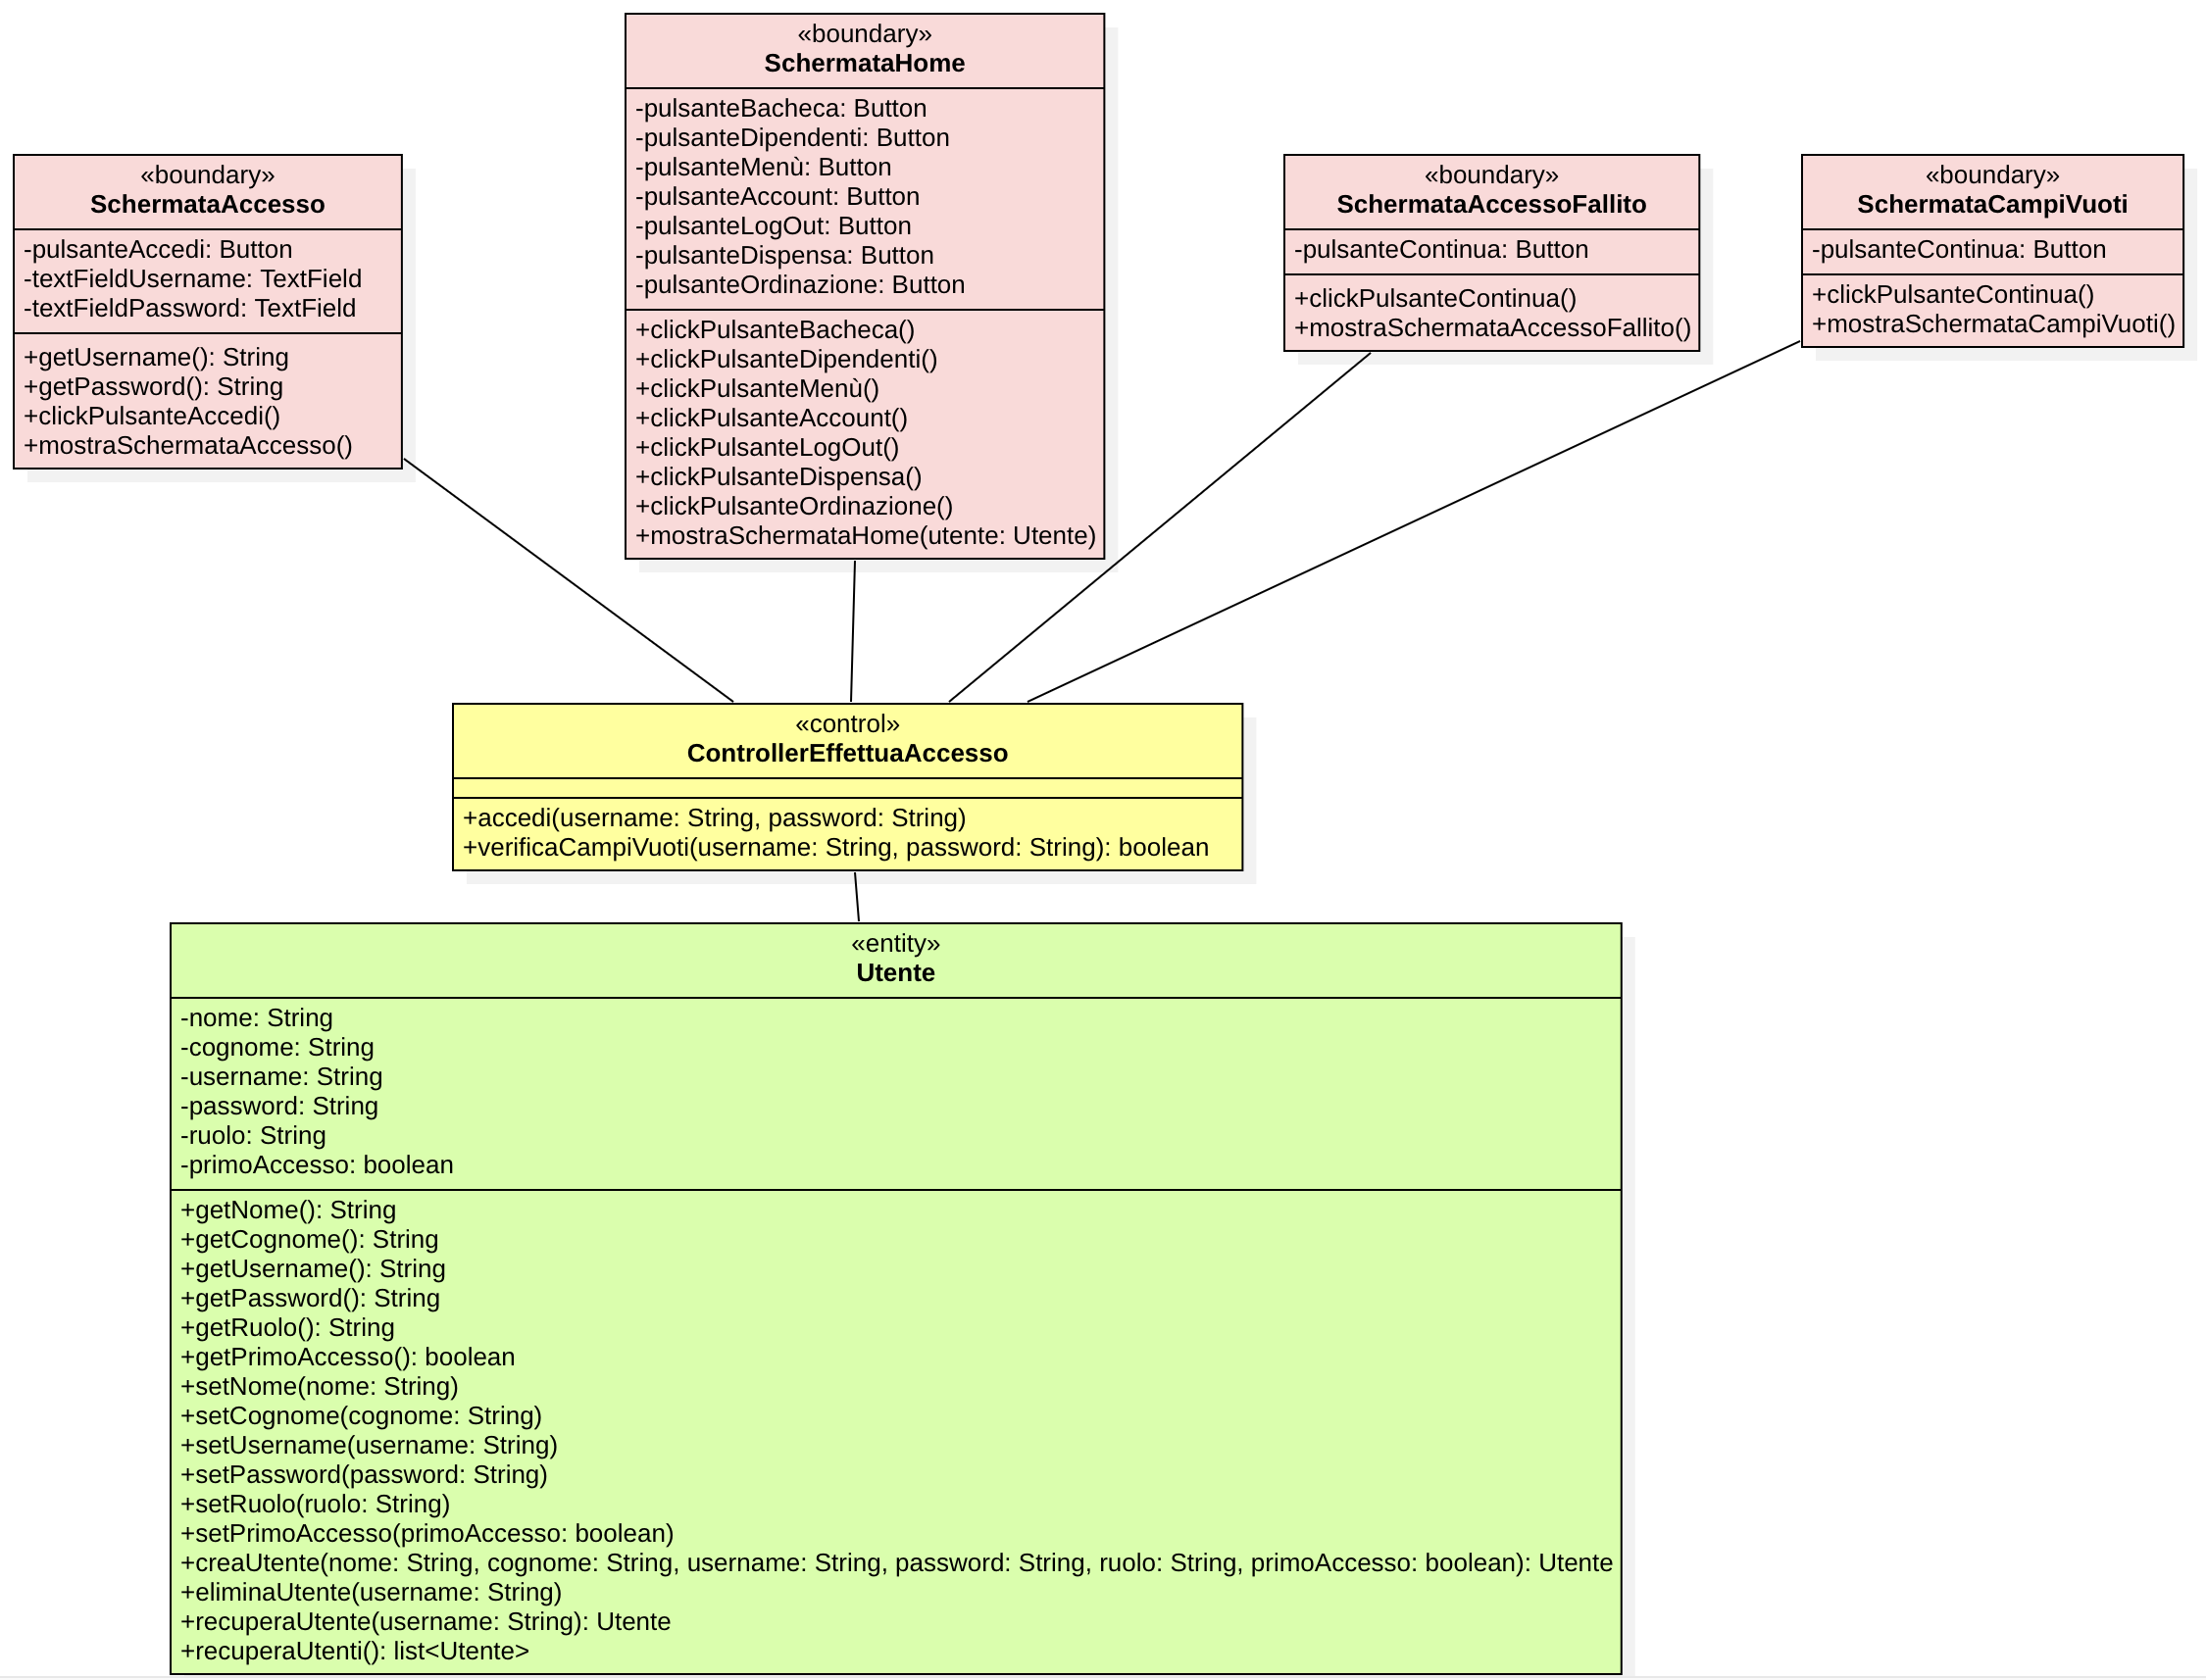 «boundary»
SchermataAccesso
-pulsanteAccedi: Button
-textFieldUsername: TextField
-textFieldPassword: TextField
+getUsername(): String
+getPassword(): String
+clickPulsanteAccedi()
+mostraSchermataAccesso()
«boundary»
SchermataHome
-pulsanteBacheca: Button
-pulsanteDipendenti: Button
-pulsanteMenù: Button
-pulsanteAccount: Button
-pulsanteLogOut: Button
-pulsanteDispensa: Button
-pulsanteOrdinazione: Button
+clickPulsanteBacheca()
+clickPulsanteDipendenti()
+clickPulsanteMenù()
+clickPulsanteAccount()
+clickPulsanteLogOut()
+clickPulsanteDispensa()
+clickPulsanteOrdinazione()
+mostraSchermataHome(utente: Utente)
«boundary»
SchermataAccessoFallito
-pulsanteContinua: Button
+clickPulsanteContinua()
+mostraSchermataAccessoFallito()
«boundary»
SchermataCampiVuoti
-pulsanteContinua: Button
+clickPulsanteContinua()
+mostraSchermataCampiVuoti()
«control»
ControllerEffettuaAccesso
+accedi(username: String, password: String)
+verificaCampiVuoti(username: String, password: String): boolean
«entity»
Utente
-nome: String
-cognome: String
-username: String
-password: String
-ruolo: String
-primoAccesso: boolean
+getNome(): String
+getCognome(): String
+getUsername(): String
+getPassword(): String
+getRuolo(): String
+getPrimoAccesso(): boolean
+setNome(nome: String)
+setCognome(cognome: String)
+setUsername(username: String)
+setPassword(password: String)
+setRuolo(ruolo: String)
+setPrimoAccesso(primoAccesso: boolean)
+creaUtente(nome: String, cognome: String, username: String, password: String, ruolo: String, primoAccesso: boolean): Utente
+eliminaUtente(username: String)
+recuperaUtente(username: String): Utente
+recuperaUtenti(): list<Utente>